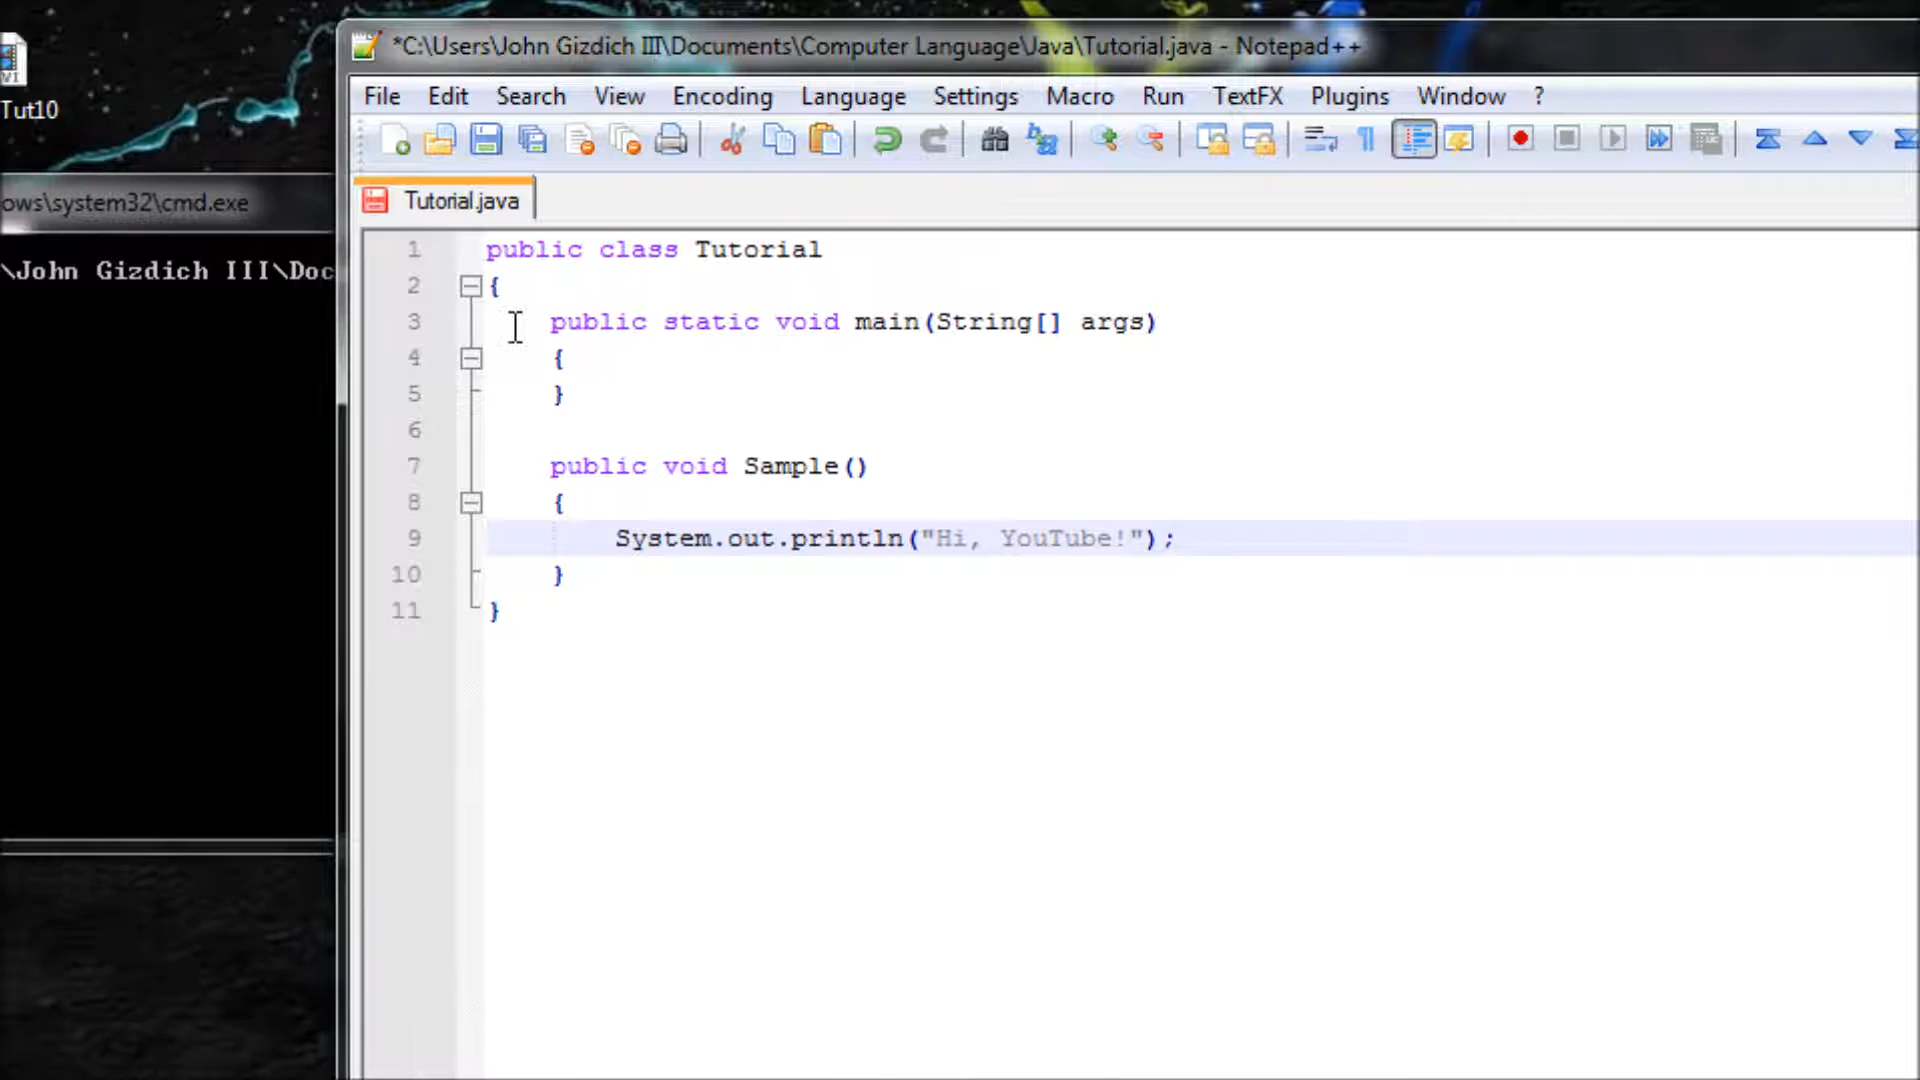 *C:\Users\John Gizdich III\Documents\Computer Language\Java\Tutorial.java - Notepad++
File Edit Search View Encoding Language Settings Macro Run TextFX Plugins Window ?
Tut10
ows\system32\cmd.exe
\John Gizdich III\Doc
Tutorial.java
1 public class Tutorial
2 {
3 public static void main(String[] args)
4 {
5 }
6
7 public void Sample()
8 {
9 System.out.println("Hi, YouTube!");
10 }
11 }